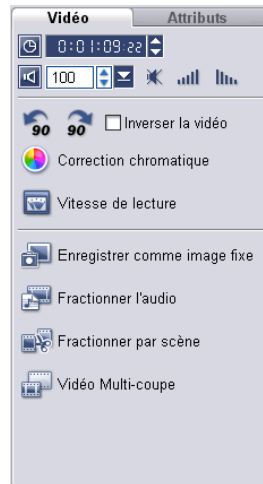 Vidéo Attributs
0:01:09:22
100
90 90 Inverser la vidéo
Correction chromatique
Vitesse de lecture
Enregistrer comme image fixe
Fractionner l'audio
Fractionner par scène
Vidéo Multi-coupe